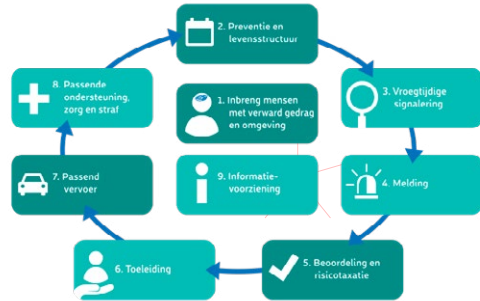 2. Preventie en
levensstructuur
8. Passende
ondersteuning,
zorg en straf
1. Inbreng mensen
met verward gedrag
en omgeving
3. Vroegtijdige
signalering
7. Passend
vervoer
9. Informatie-
voorziening
4. Melding
6. Toeleiding
5. Beoordeling en
risicotaxatie